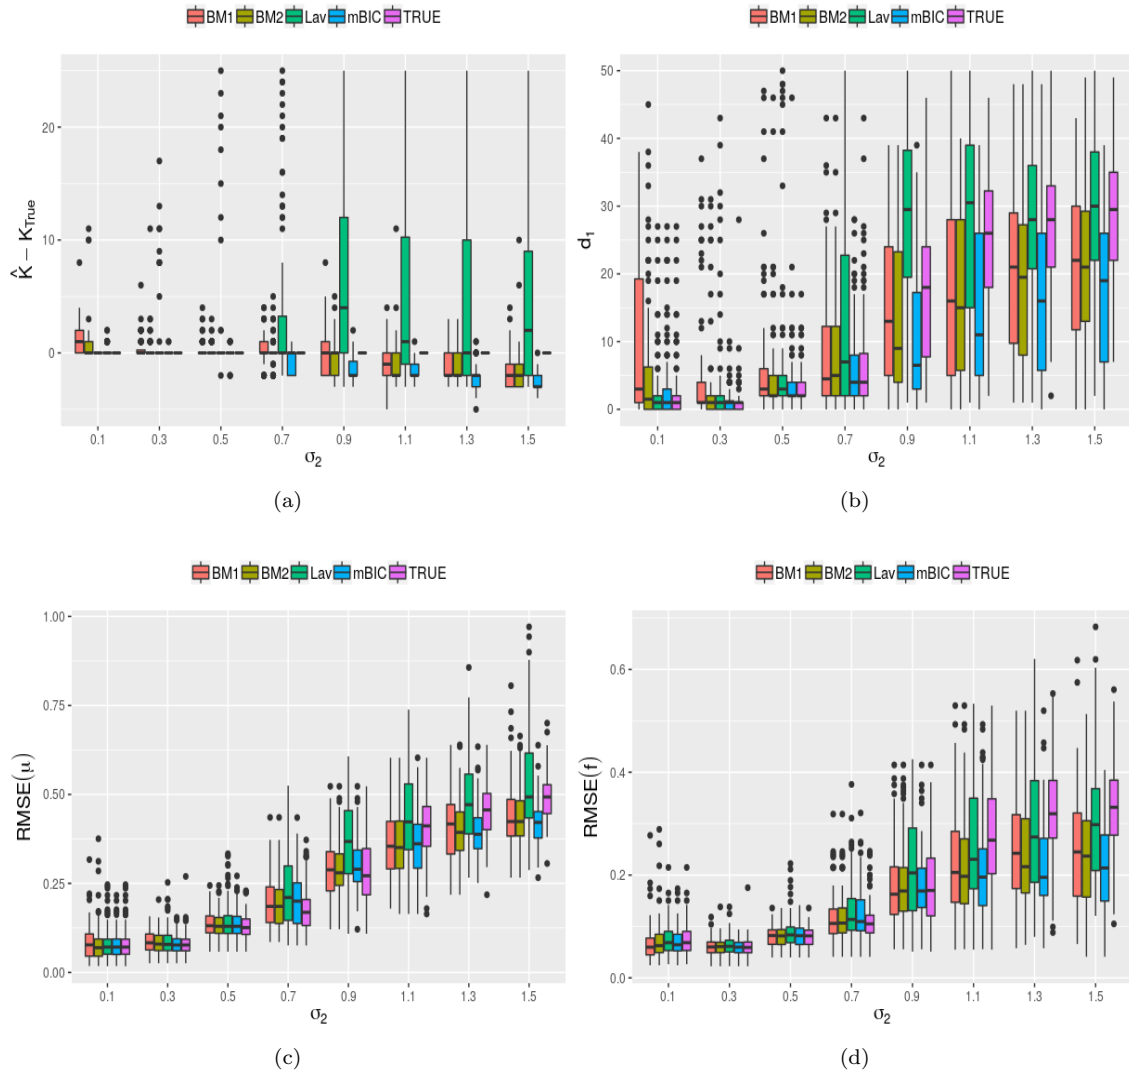 BM1 BM2 Lav mBIC TRUE
20
10
0
K̂ − K_True
0.1 0.3 0.5 0.7 0.9 1.1 1.3 1.5
σ₂
(a)
BM1 BM2 Lav mBIC TRUE
50
40
30
20
10
0
d₁
0.1 0.3 0.5 0.7 0.9 1.1 1.3 1.5
σ₂
(b)
BM1 BM2 Lav mBIC TRUE
1.00
0.75
0.50
0.25
0.00
RMSE(μ)
0.1 0.3 0.5 0.7 0.9 1.1 1.3 1.5
σ₂
(c)
BM1 BM2 Lav mBIC TRUE
0.6
0.4
0.2
0.0
RMSE(f)
0.1 0.3 0.5 0.7 0.9 1.1 1.3 1.5
σ₂
(d)